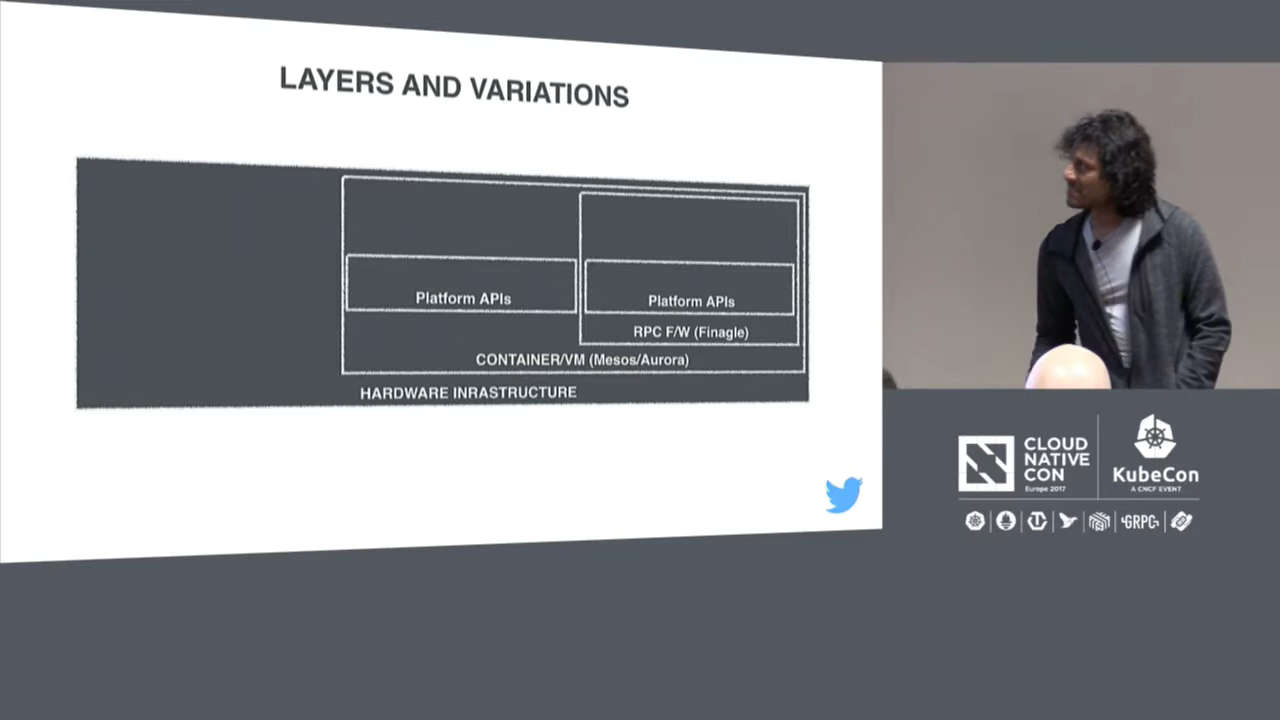 LAYERS AND VARIATIONS
Platform APIs
Platform APIs
RPC F/W (Finagle)
CONTAINER/VM (Mesos/Aurora)
HARDWARE INRASTRUCTURE
CLOUD
NATIVE
CON
Europe 2017
KubeCon
A CNCF EVENT
GRPC